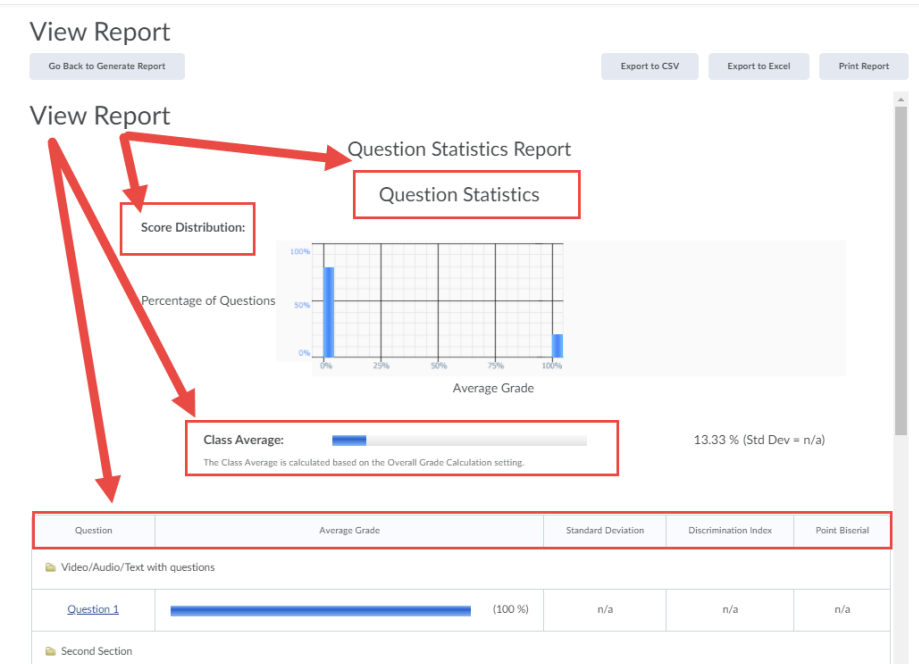 View Report
Go Back to Generate Report
Export to CSV
Export to Excel
Print Report
View Report
Question Statistics Report
Question Statistics
Score Distribution:
100%
Percentage of Questions
50%
0%
0% 25% 50% 75% 100%
Average Grade
Class Average:
13.33 % (Std Dev = n/a)
The Class Average is calculated based on the Overall Grade Calculation setting.
Question Average Grade Standard Deviation Discrimination Index Point Biserial
Video/Audio/Text with questions
Question 1 (100 %) n/a n/a n/a
Second Section